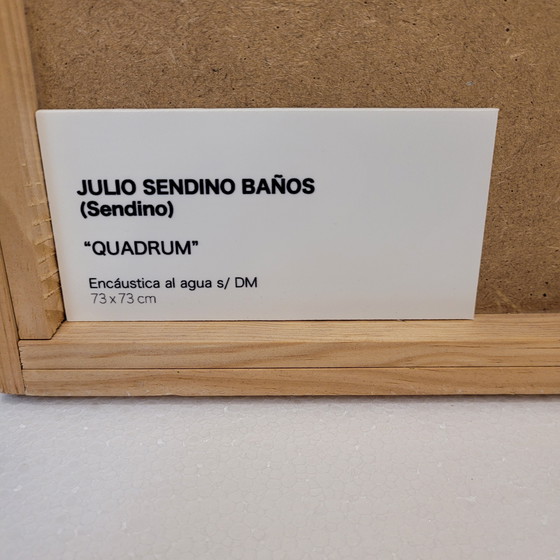 JULIO SENDINO BAÑOS
(Sendino)
“QUADRUM”
Encáustica al agua s/ DM
73 x 73 cm